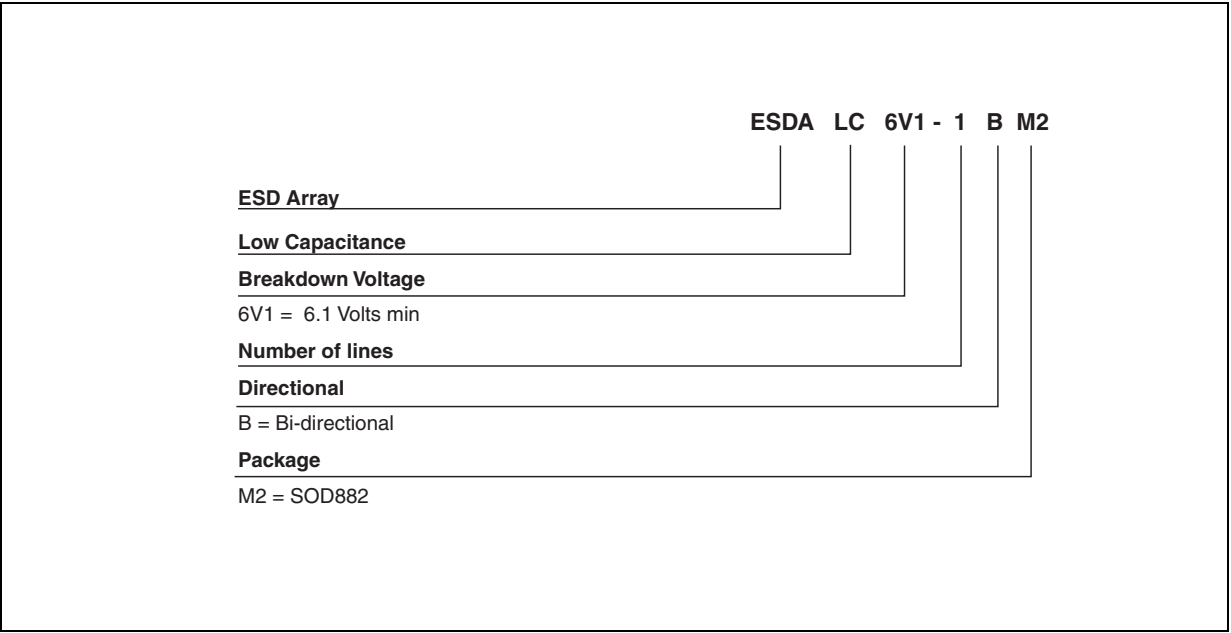 ESDA LC 6V1 - 1 B M2
ESD Array
Low Capacitance
Breakdown Voltage
6V1 = 6.1 Volts min
Number of lines
Directional
B = Bi-directional
Package
M2 = SOD882